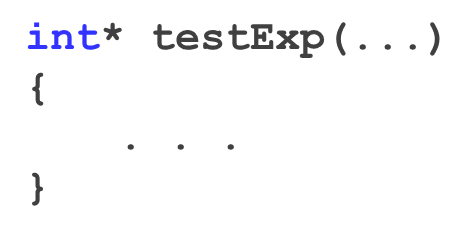 int* testExp(...)
{
    . . .
}